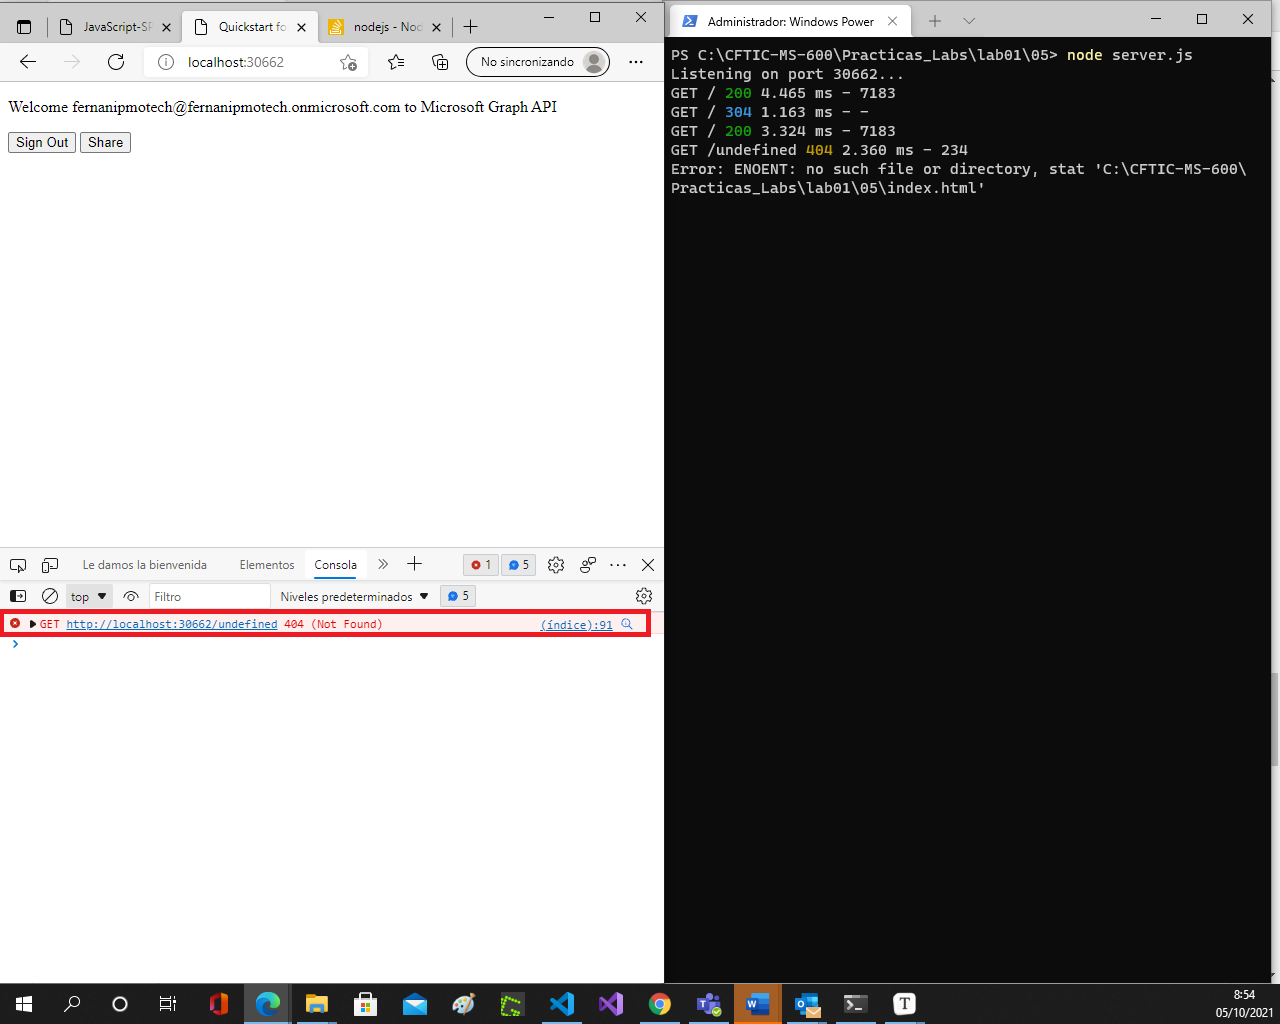 JavaScript-SP
Quickstart fo
nodejs - Nod
localhost:30662
No sincronizando
Welcome fernanipmotech@fernanipmotech.onmicrosoft.com to Microsoft Graph API
Sign Out
Share
Le damos la bienvenida
Elementos
Consola
1
5
top
Filtro
Niveles predeterminados
5
GET http://localhost:30662/undefined 404 (Not Found)
(índice):91
Administrador: Windows Power
PS C:\CFTIC-MS-600\Practicas_Labs\lab01\05> node server.js
Listening on port 30662...
GET / 200 4.465 ms - 7183
GET / 304 1.163 ms - -
GET / 200 3.324 ms - 7183
GET /undefined 404 2.360 ms - 234
Error: ENOENT: no such file or directory, stat 'C:\CFTIC-MS-600\
Practicas_Labs\lab01\05\index.html'
8:54
05/10/2021